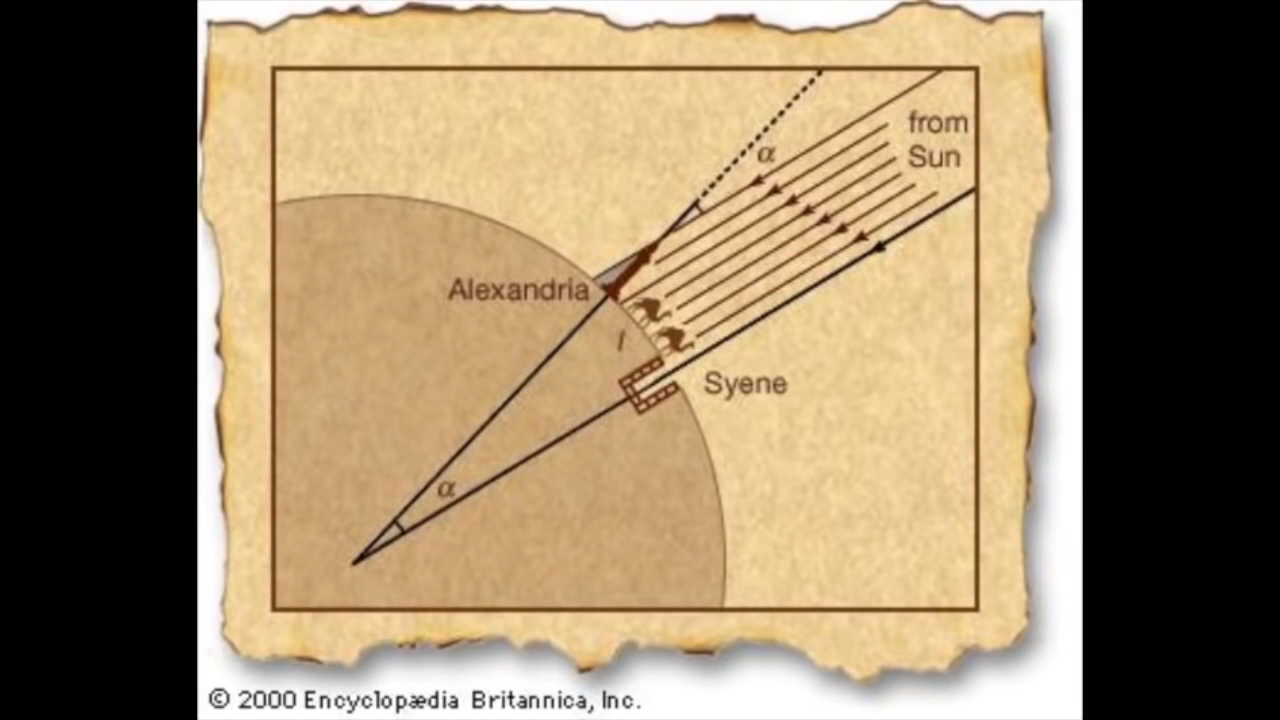 from
Sun
α
Alexandria
l
Syene
α
© 2000 Encyclopædia Britannica, Inc.